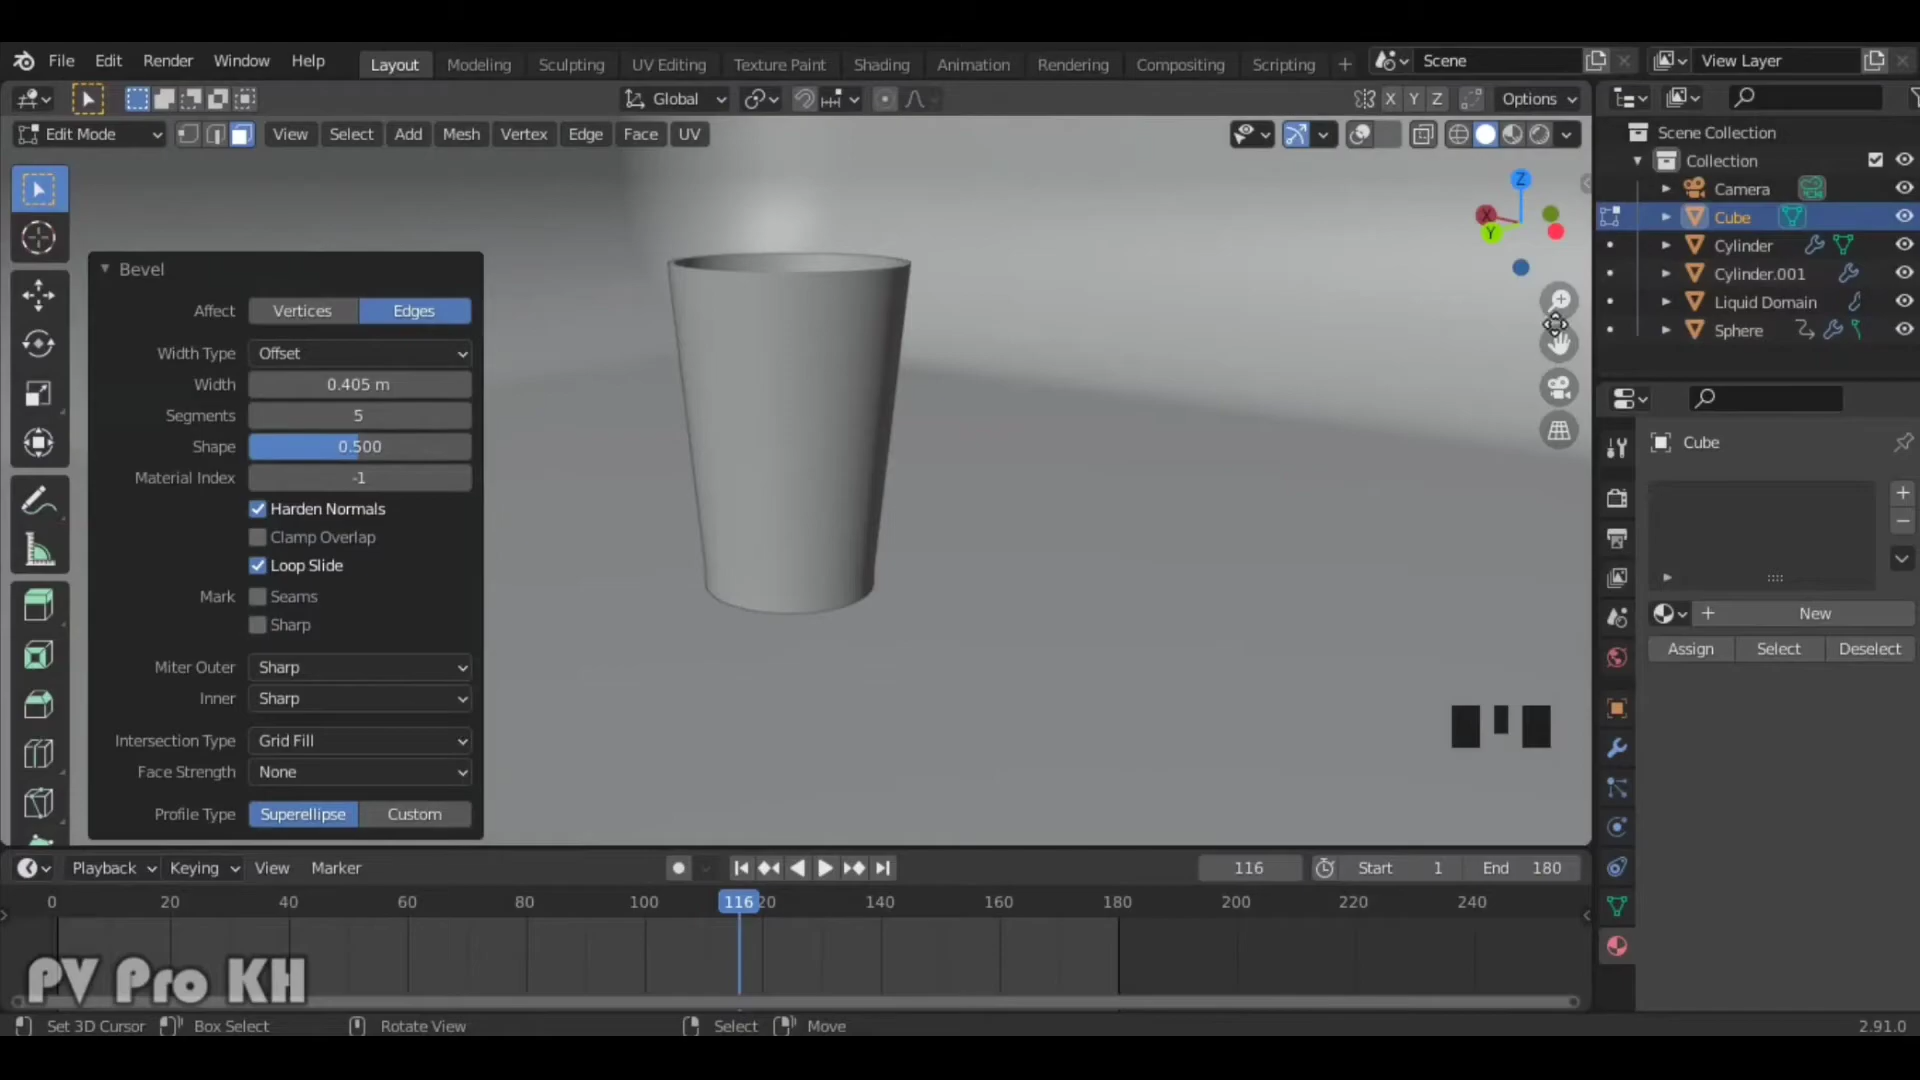 File Edit Render Window Help Layout Modeling Sculpting UV Editing Texture Paint Shading Animation Rendering Compositing Scripting + Scene View Layer
Global X Y Z Options
Edit Mode View Select Add Mesh Vertex Edge Face UV
Scene Collection
Collection
Camera
Cube
Cylinder
Cylinder.001
Liquid Domain
Sphere
Z
X
Y
Bevel
Affect Vertices Edges
Width Type Offset
Width 0.405 m
Segments 5
Shape 0.500
Material Index -1
Harden Normals
Clamp Overlap
Loop Slide
Mark Seams
Sharp
Miter Outer Sharp
Inner Sharp
Intersection Type Grid Fill
Face Strength None
Profile Type Superellipse Custom
Cube
+ New
Assign Select Deselect
Playback Keying View Marker 116 Start 1 End 180
0 20 40 60 80 100 116 20 140 160 180 200 220 240
PV Pro KH
Set 3D Cursor Box Select Rotate View Select Move 2.91.0